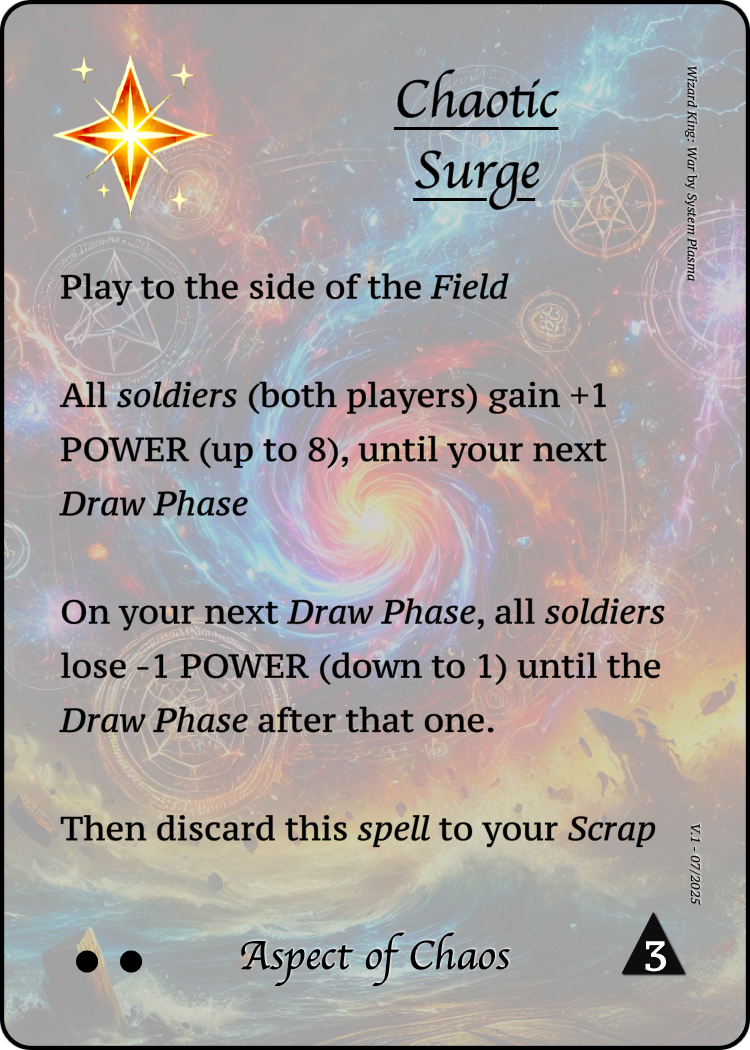 Chaotic
Surge
Wizard King: War by System Plasma
Play to the side of the Field
All soldiers (both players) gain +1
POWER (up to 8), until your next
Draw Phase
On your next Draw Phase, all soldiers
lose -1 POWER (down to 1) until the
Draw Phase after that one.
Then discard this spell to your Scrap
V.1 - 07/2025
Aspect of Chaos
3